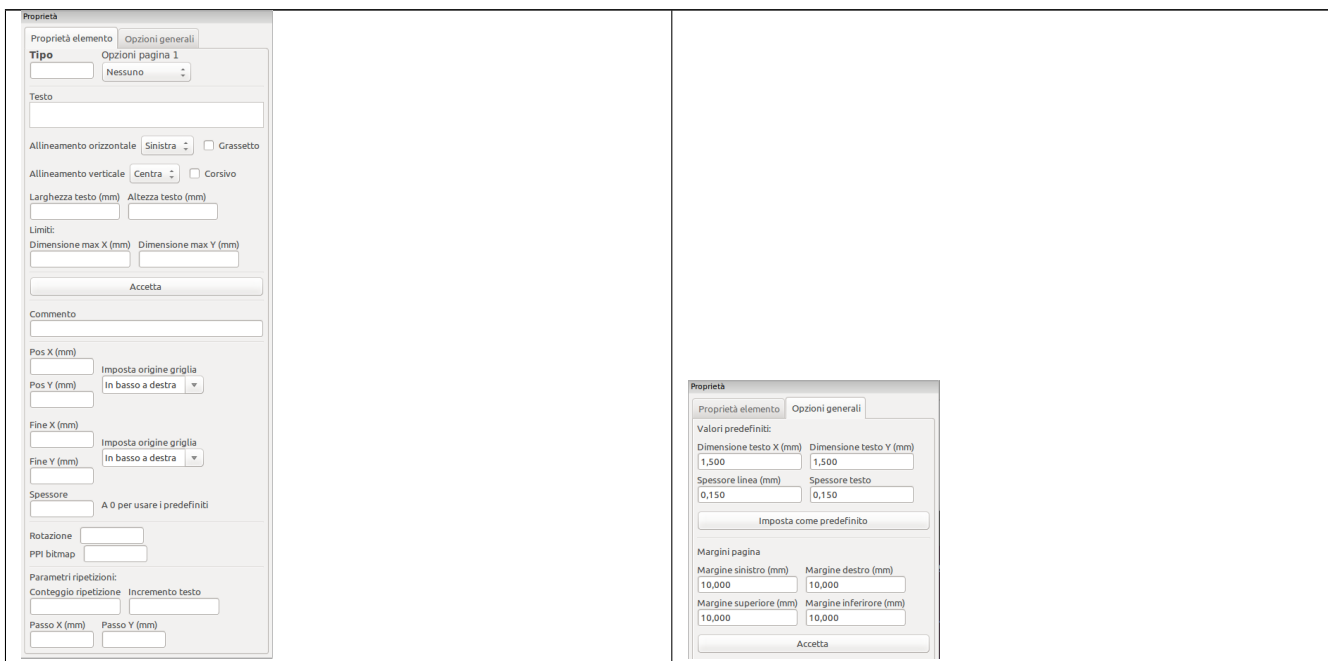 Proprietà
Proprietà elemento Opzioni generali
Tipo Opzioni pagina 1
Nessuno
Testo
Allineamento orizzontale Sinistra Grassetto
Allineamento verticale Centra Corsivo
Larghezza testo (mm) Altezza testo (mm)
Limiti:
Dimensione max X (mm) Dimensione max Y (mm)
Accetta
Commento
Pos X (mm)
Imposta origine griglia
Pos Y (mm) In basso a destra
Fine X (mm)
Imposta origine griglia
Fine Y (mm) In basso a destra
Spessore
A 0 per usare i predefiniti
Rotazione
PPI bitmap
Parametri ripetizioni:
Conteggio ripetizione Incremento testo
Passo X (mm) Passo Y (mm)
Proprietà
Proprietà elemento Opzioni generali
Valori predefiniti:
Dimensione testo X (mm) Dimensione testo Y (mm)
1,500 1,500
Spessore linea (mm) Spessore testo
0,150 0,150
Imposta come predefinito
Margini pagina
Margine sinistro (mm) Margine destro (mm)
10,000 10,000
Margine superiore (mm) Margine inferirore (mm)
10,000 10,000
Accetta